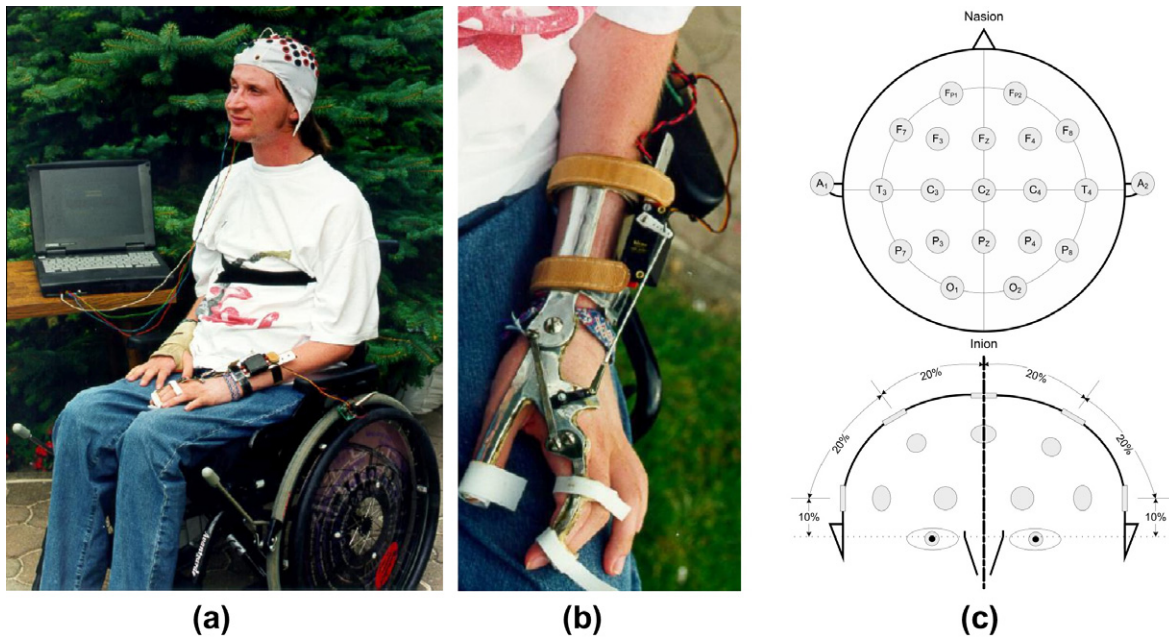 Nasion
FP1 FP2
F7 F3 FZ F4 F8
A1 T3 C3 CZ C4 T4 A2
P7 P3 PZ P4 P8
O1 O2
Inion
20% 20%
20% 20%
10% 10%
(a) (b) (c)